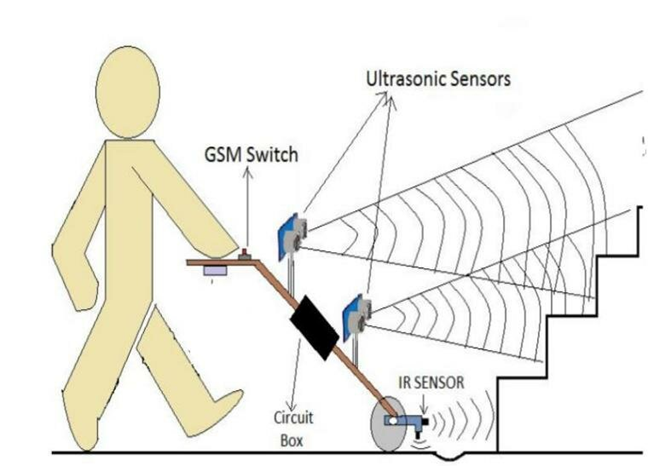 Ultrasonic Sensors
GSM Switch
IR SENSOR
Circuit
Box